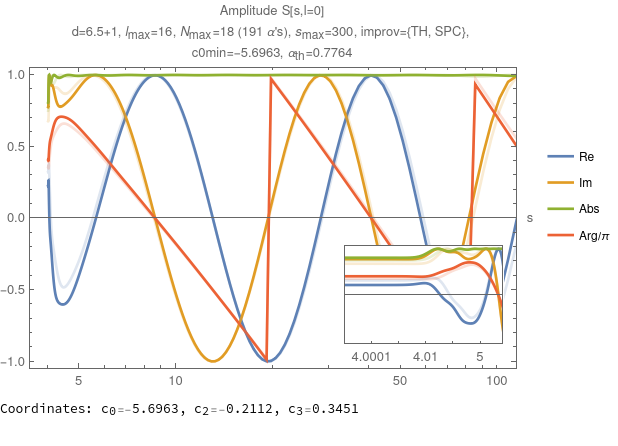 Amplitude S[s,l=0]
d=6.5+1, lmax=16, Nmax=18 (191 α's), smax=300, improv={TH, SPC},
c0min=-5.6963, αth=0.7764
1.0
0.5
0.0
-0.5
-1.0
5
10
50
100
s
4.0001
4.01
5
Re
Im
Abs
Arg/π
Coordinates: c0=-5.6963, c2=-0.2112, c3=0.3451